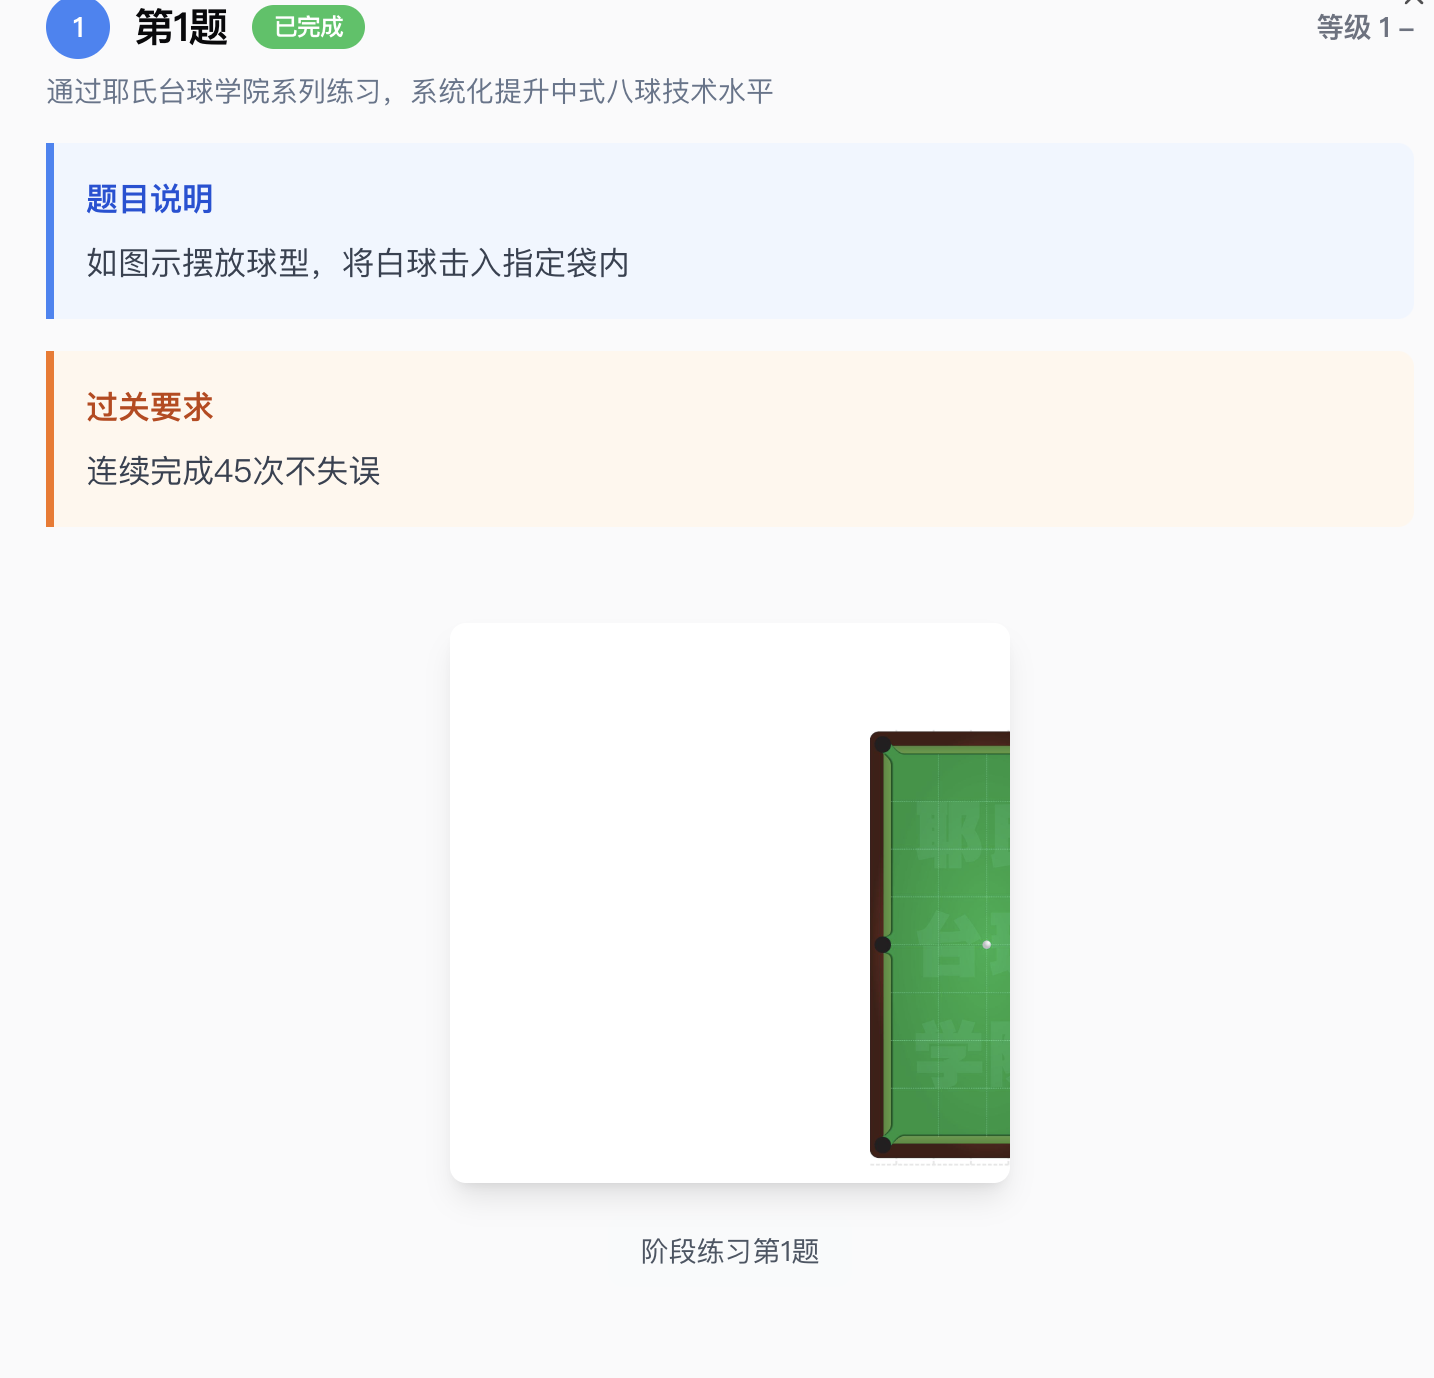 1 第1题 已完成 等级 1 –
通过耶氏台球学院系列练习，系统化提升中式八球技术水平
题目说明
如图示摆放球型，将白球击入指定袋内
过关要求
连续完成45次不失误
耶
台
学
阶段练习第1题